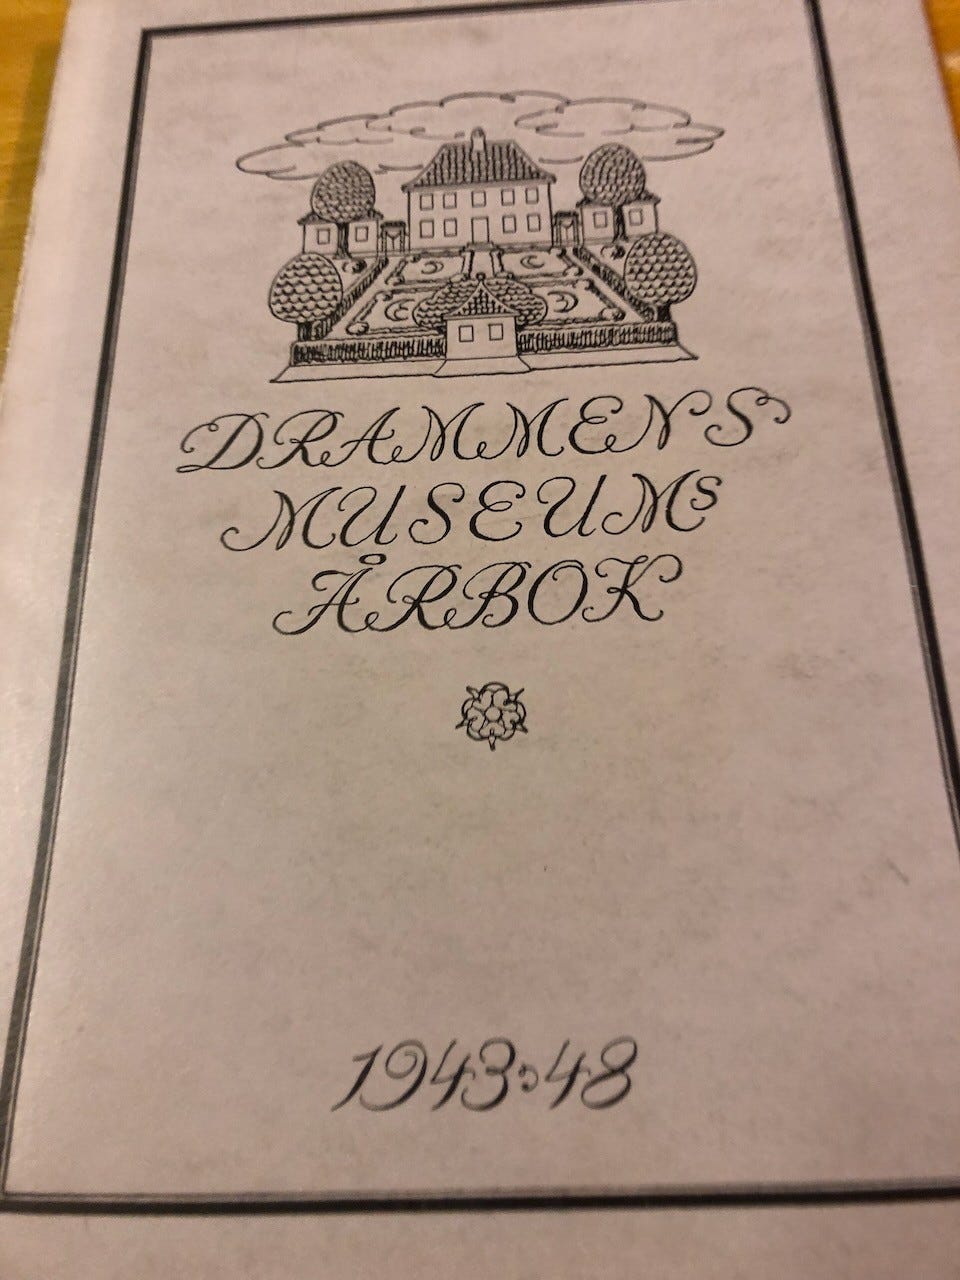 DRAMMENS
MUSEUMs
ÅRBOK
1943-48